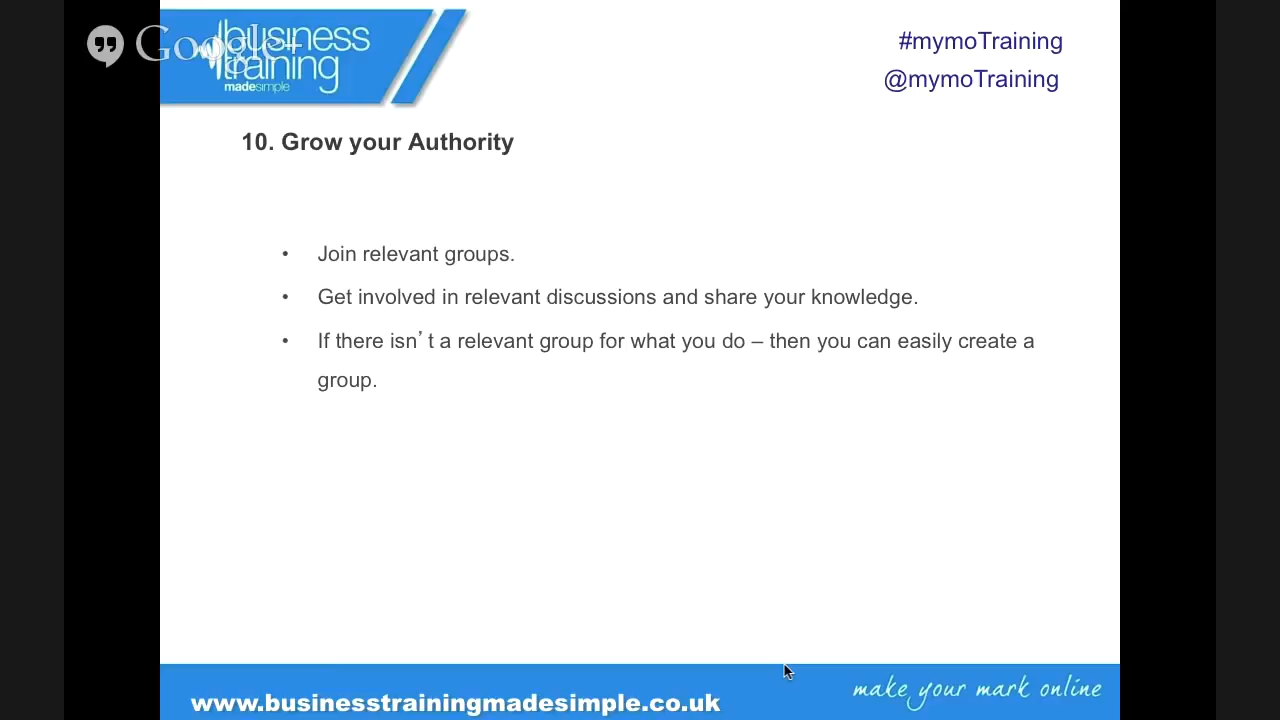 Google+
business
training
madesimple
#mymoTraining
@mymoTraining
10. Grow your Authority
• Join relevant groups.
• Get involved in relevant discussions and share your knowledge.
• If there isn’t a relevant group for what you do – then you can easily create a
group.
www.businesstrainingmadesimple.co.uk
make your mark online